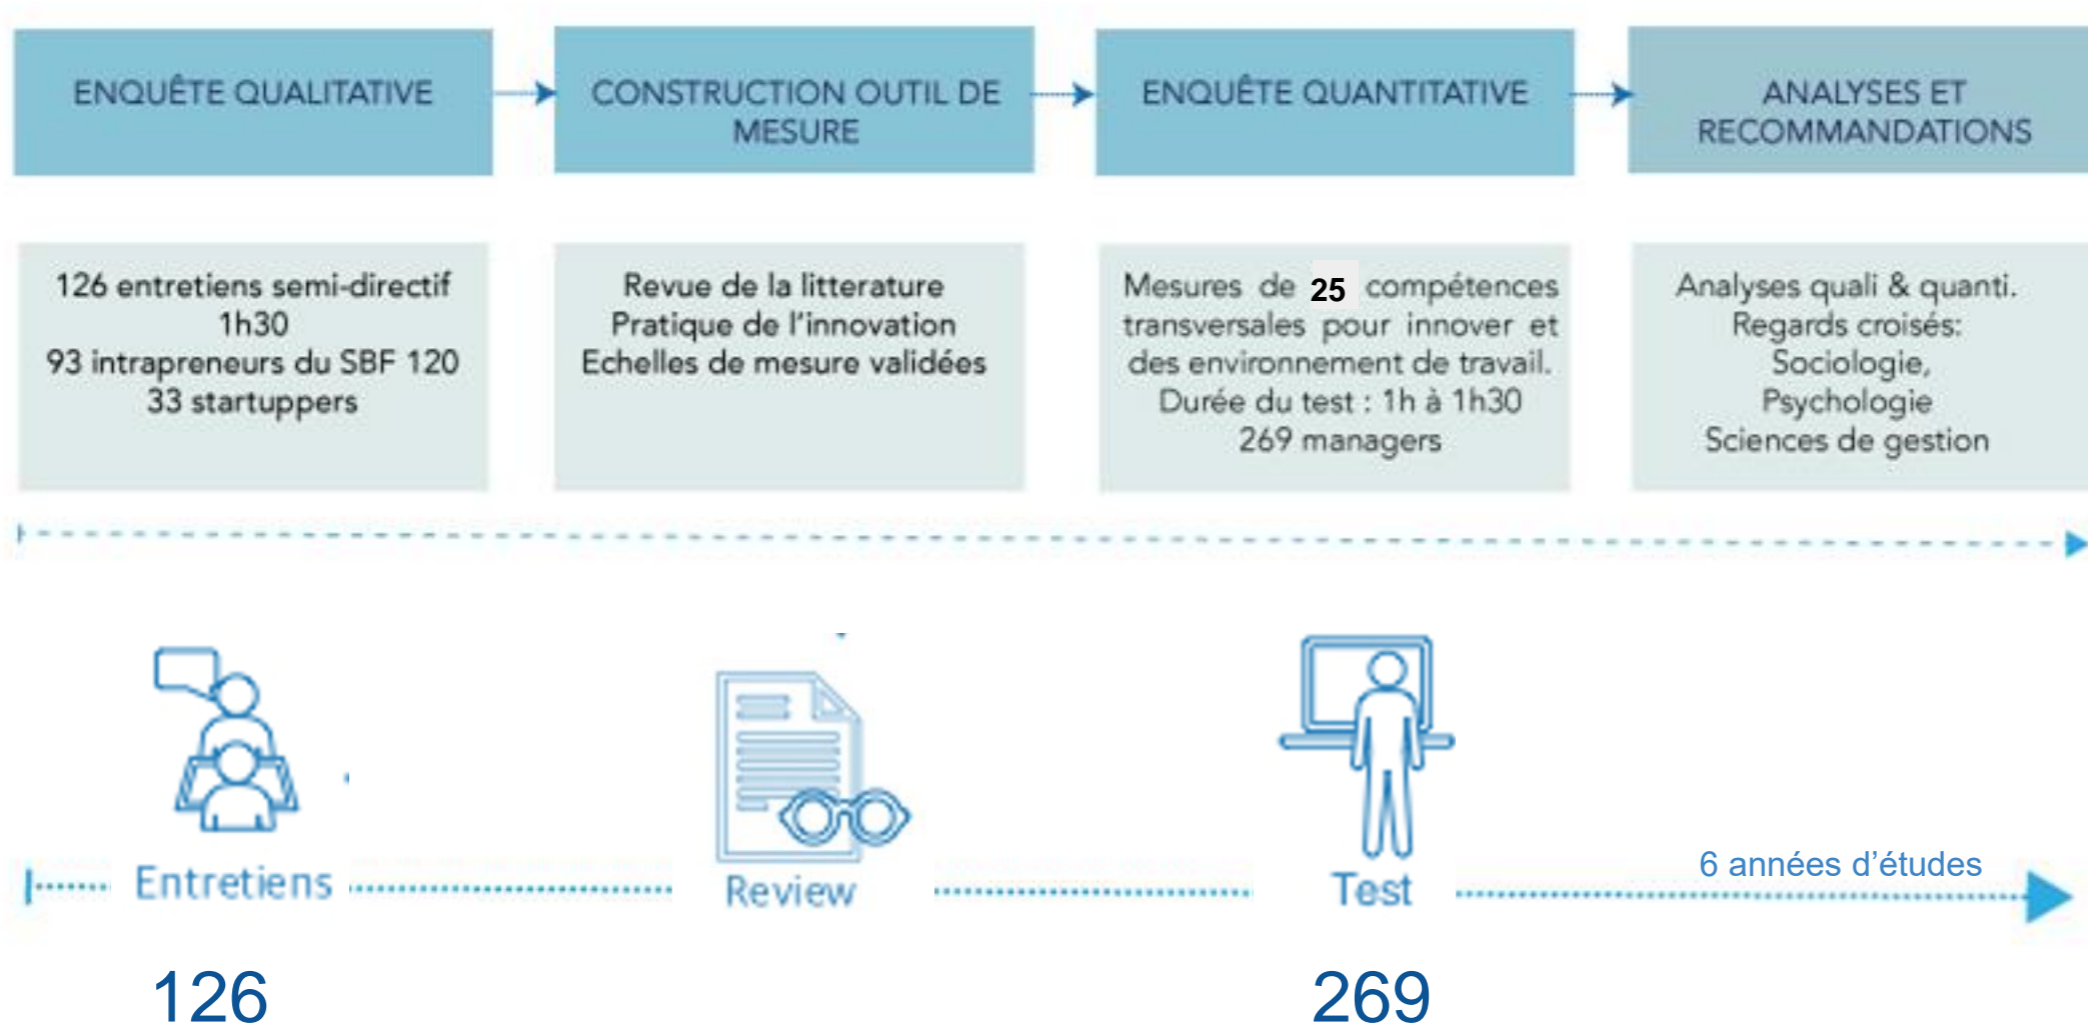 ENQUÊTE QUALITATIVE
CONSTRUCTION OUTIL DE
MESURE
ENQUÊTE QUANTITATIVE
ANALYSES ET
RECOMMANDATIONS
126 entretiens semi-directif
1h30
93 intrapreneurs du SBF 120
33 startuppers
Revue de la litterature
Pratique de l'innovation
Echelles de mesure validées
Mesures de 25 compétences
transversales pour innover et
des environnement de travail.
Durée du test : 1h à 1h30
269 managers
Analyses quali & quanti.
Regards croisés:
Sociologie,
Psychologie
Sciences de gestion
Entretiens
Review
Test
6 années d’études
126
269